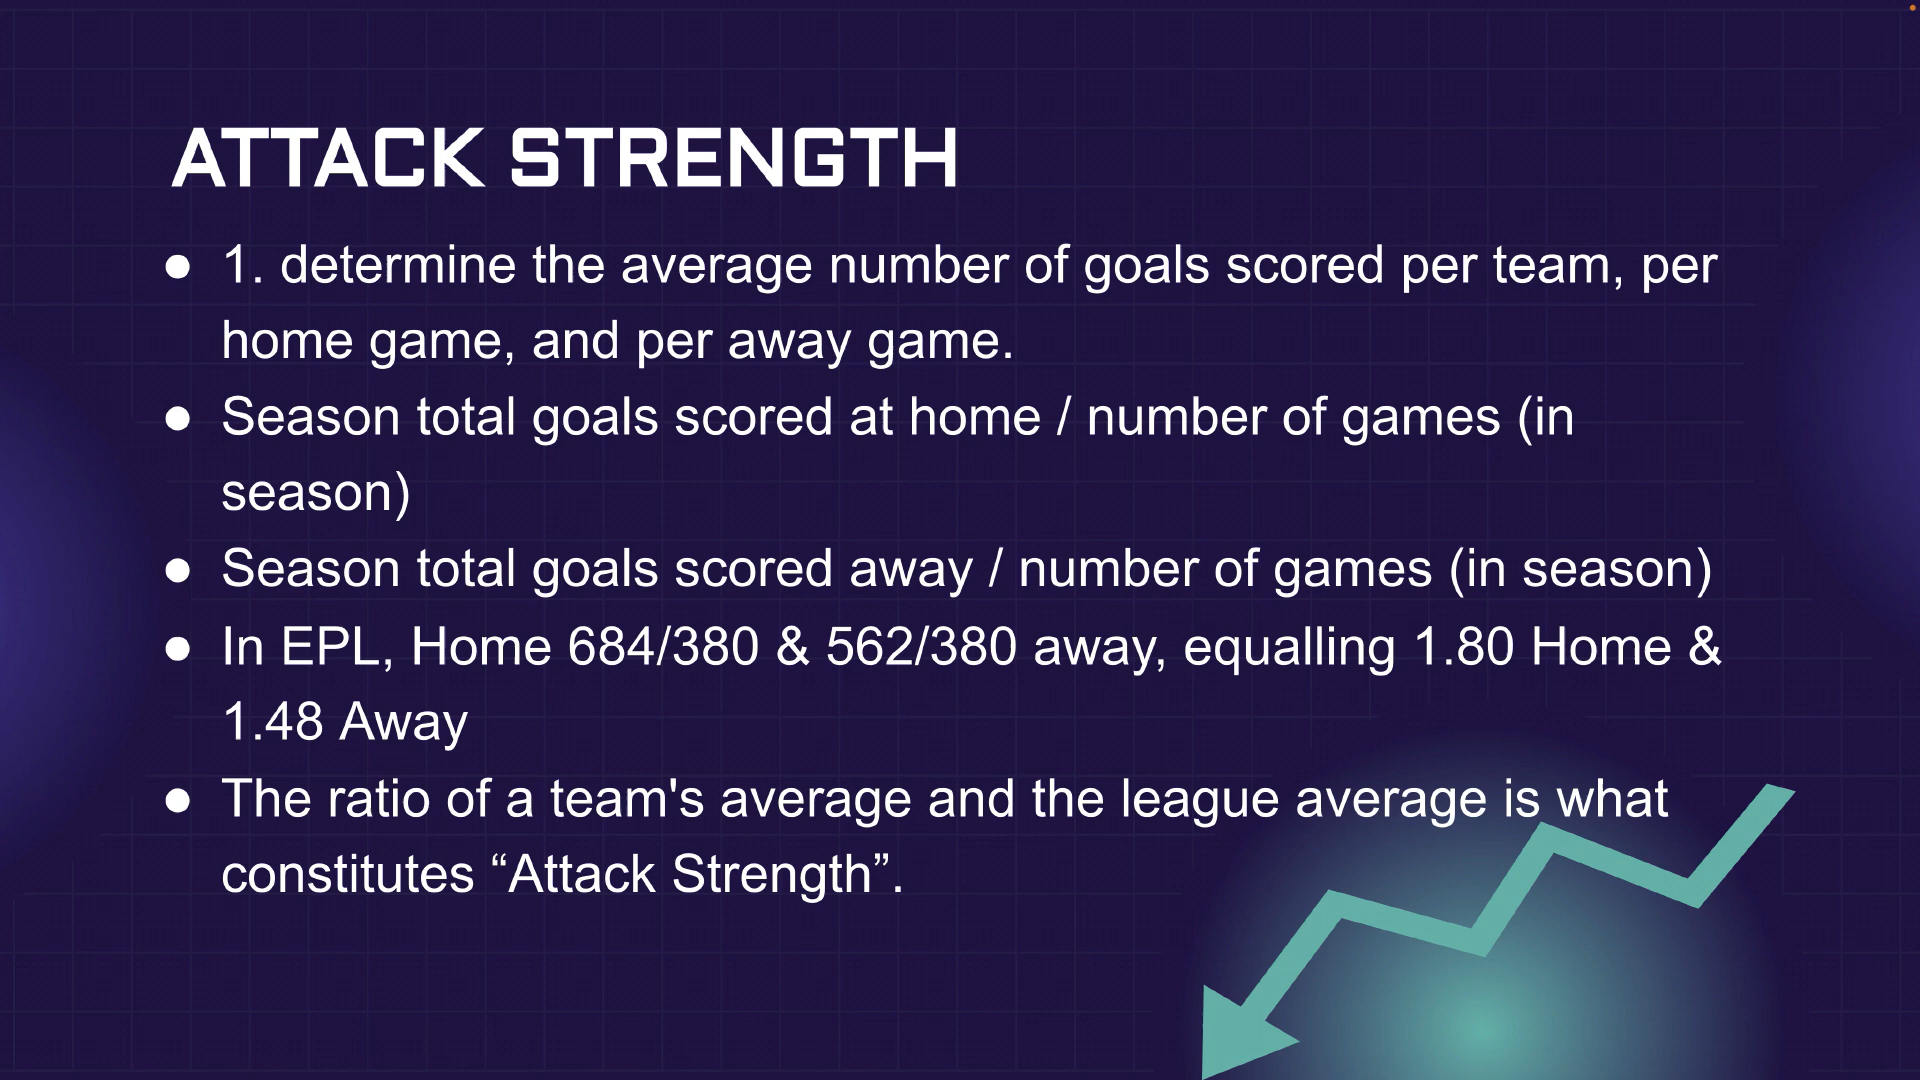 ATTACK STRENGTH
● 1. determine the average number of goals scored per team, per
home game, and per away game.
● Season total goals scored at home / number of games (in
season)
● Season total goals scored away / number of games (in season)
● In EPL, Home 684/380 & 562/380 away, equalling 1.80 Home &
1.48 Away
● The ratio of a team's average and the league average is what
constitutes “Attack Strength”.